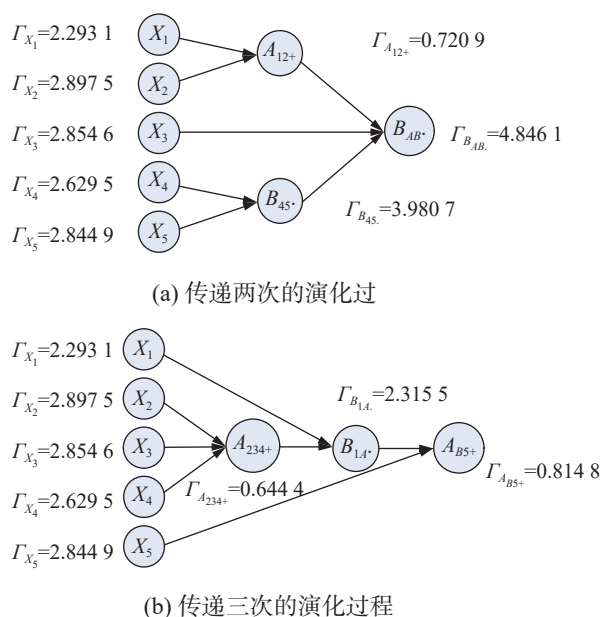 Γ_{X_1}=2.293 1 X_1 Γ_{A_{12+}}=0.720 9
A_{12+}
Γ_{X_2}=2.897 5 X_2
Γ_{X_3}=2.854 6 X_3 B_{AB·} Γ_{B_{AB.}}=4.846 1
Γ_{X_4}=2.629 5 X_4
B_{45·} Γ_{B_{45.}}=3.980 7
Γ_{X_5}=2.844 9 X_5
(a) 传递两次的演化过
Γ_{X_1}=2.293 1 X_1
Γ_{X_2}=2.897 5 X_2 Γ_{B_{1A.}}=2.315 5
Γ_{X_3}=2.854 6 X_3 A_{234+} B_{1A·} A_{B5+}
Γ_{X_4}=2.629 5 X_4 Γ_{A_{234+}}=0.644 4 Γ_{A_{B5+}}=0.814 8
Γ_{X_5}=2.844 9 X_5
(b) 传递三次的演化过程